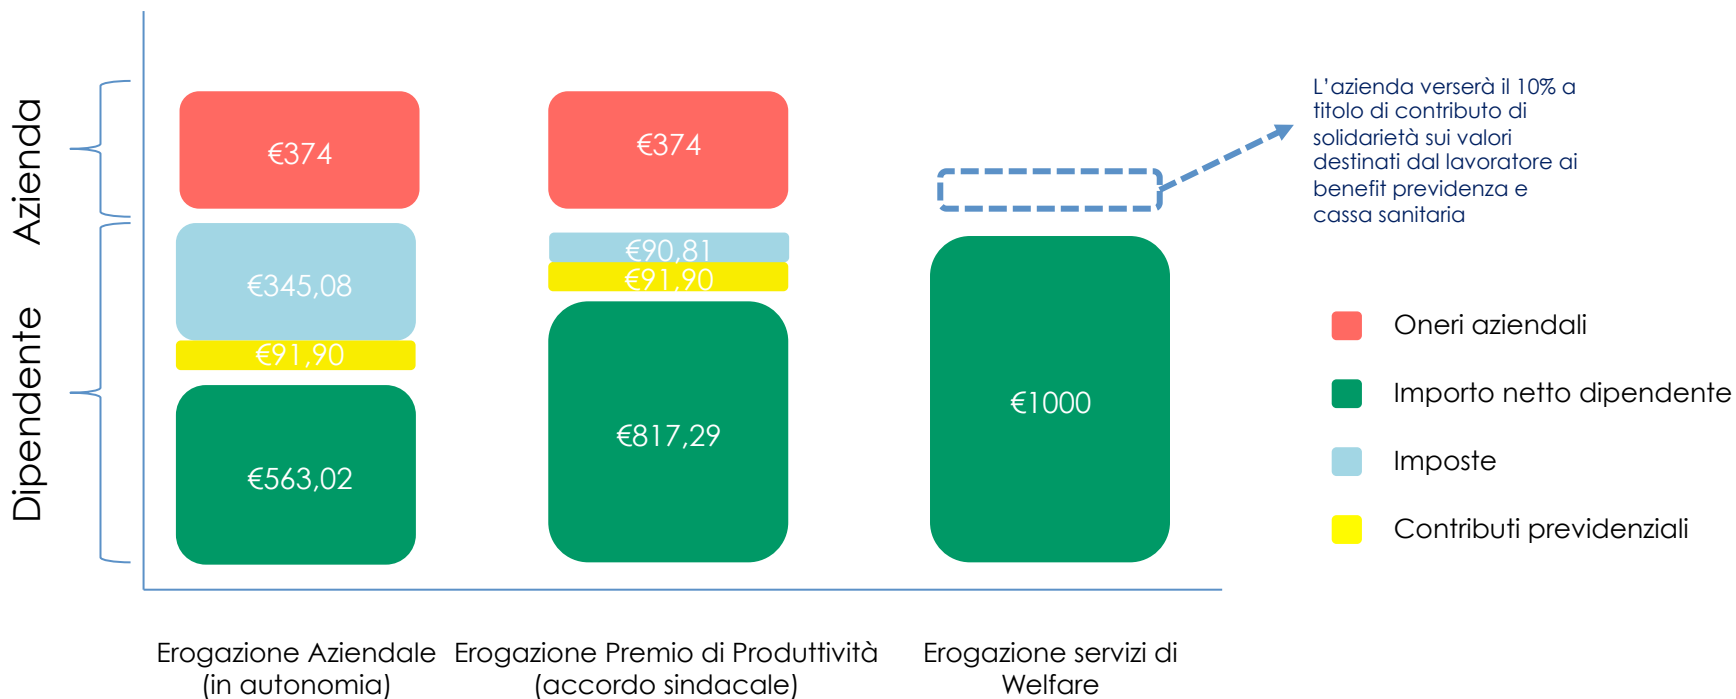 Azienda
Dipendente
€374
€345,08
€91,90
€563,02
€374
€90,81
€91,90
€817,29
€1000
L'azienda verserà il 10% a
titolo di contributo di
solidarietà sui valori
destinati dal lavoratore ai
benefit previdenza e
cassa sanitaria
Oneri aziendali
Importo netto dipendente
Imposte
Contributi previdenziali
Erogazione Aziendale
(in autonomia)
Erogazione Premio di Produttività
(accordo sindacale)
Erogazione servizi di
Welfare